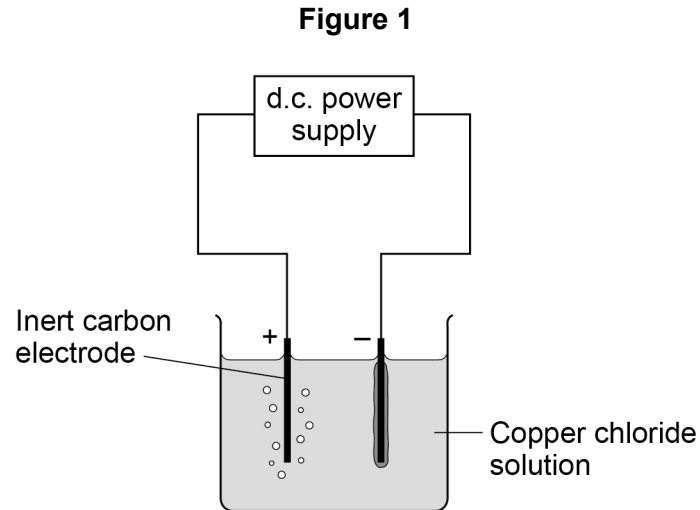 Figure 1
d.c. power
supply
Inert carbon
electrode
+
–
Copper chloride
solution